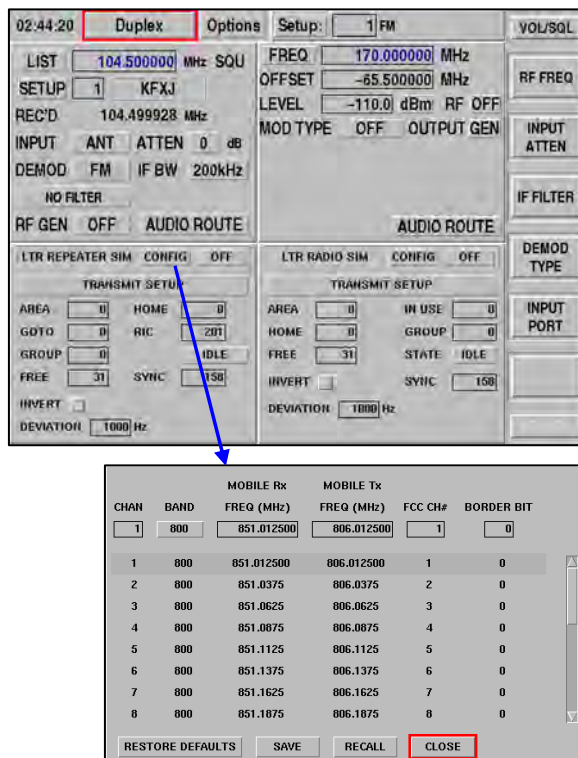 02:44:20 Duplex Options Setup: 1 FM
LIST 104.500000 MHz SQU
SETUP 1 KFXJ
REC'D 104.499928 MHz
INPUT ANT ATTEN 0 dB
DEMOD FM IF BW 200kHz
NO FILTER
RF GEN OFF AUDIO ROUTE
FREQ 170.000000 MHz
OFFSET -65.500000 MHz
LEVEL -110.0 dBm RF OFF
MOD TYPE OFF OUTPUT GEN
AUDIO ROUTE
LTR REPEATER SIM CONFIG OFF
TRANSMIT SETUP
AREA 0 HOME 0
GOTO 0 RIC 201
GROUP 0 IDLE
FREE 31 SYNC 158
INVERT
DEVIATION 1000 Hz
LTR RADIO SIM CONFIG OFF
TRANSMIT SETUP
AREA 0 IN USE 0
HOME 0 GROUP 0
FREE 31 STATE IDLE
INVERT SYNC 158
DEVIATION 1000 Hz
VOL/SQL
RF FREQ
INPUT
ATTEN
IF FILTER
DEMOD
TYPE
INPUT
PORT
MOBILE Rx MOBILE Tx
CHAN BAND FREQ (MHz) FREQ (MHz) FCC CH# BORDER BIT
1 800 851.012500 806.012500 1 0
1 800 851.012500 806.012500 1 0
2 800 851.0375 806.0375 2 0
3 800 851.0625 806.0625 3 0
4 800 851.0875 806.0875 4 0
5 800 851.1125 806.1125 5 0
6 800 851.1375 806.1375 6 0
7 800 851.1625 806.1625 7 0
8 800 851.1875 806.1875 8 0
RESTORE DEFAULTS SAVE RECALL CLOSE